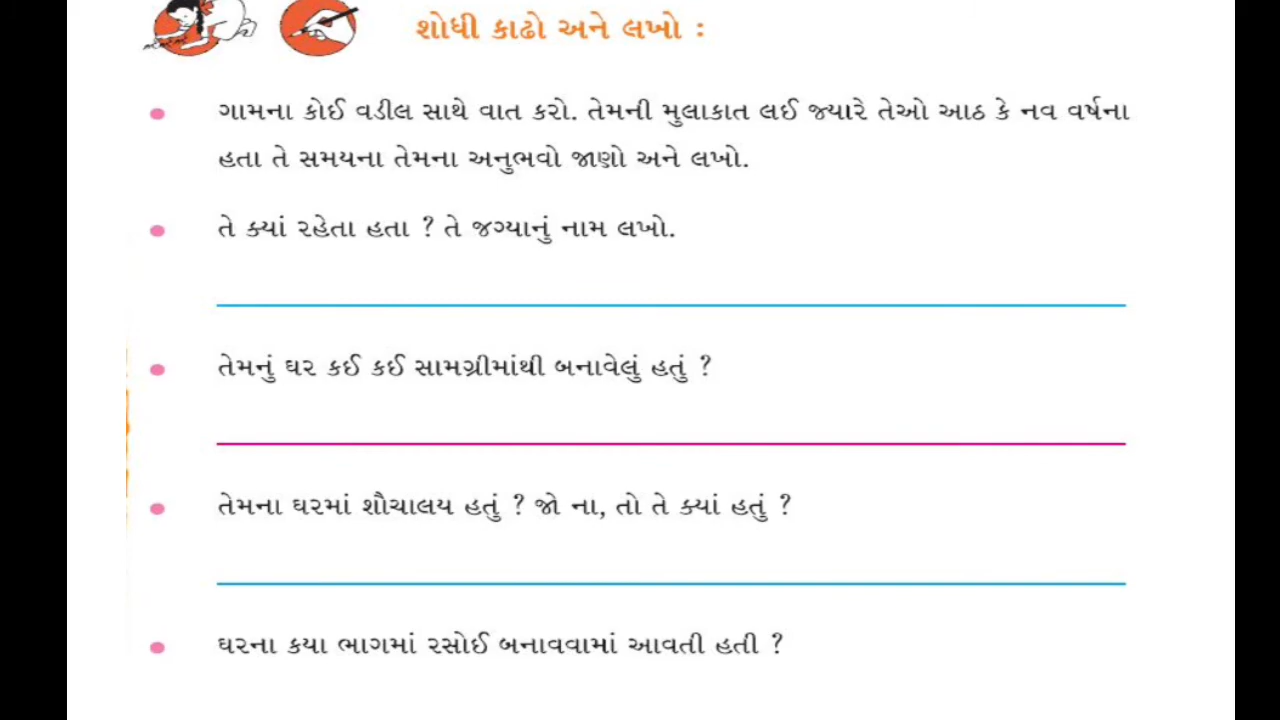 શોધી કાઢો અને લખો :
ગામના કોઈ વડીલ સાથે વાત કરો. તેમની મુલાકાત લઈ જ્યારે તેઓ આઠ કે નવ વર્ષના
હતા તે સમયના તેમના અનુભવો જાણો અને લખો.
તે ક્યાં રહેતા હતા ? તે જગ્યાનું નામ લખો.
તેમનું ઘર કઈ કઈ સામગ્રીમાંથી બનાવેલું હતું ?
તેમના ઘરમાં શૌચાલય હતું ? જો ના, તો તે ક્યાં હતું ?
ઘરના કયા ભાગમાં રસોઈ બનાવવામાં આવતી હતી ?